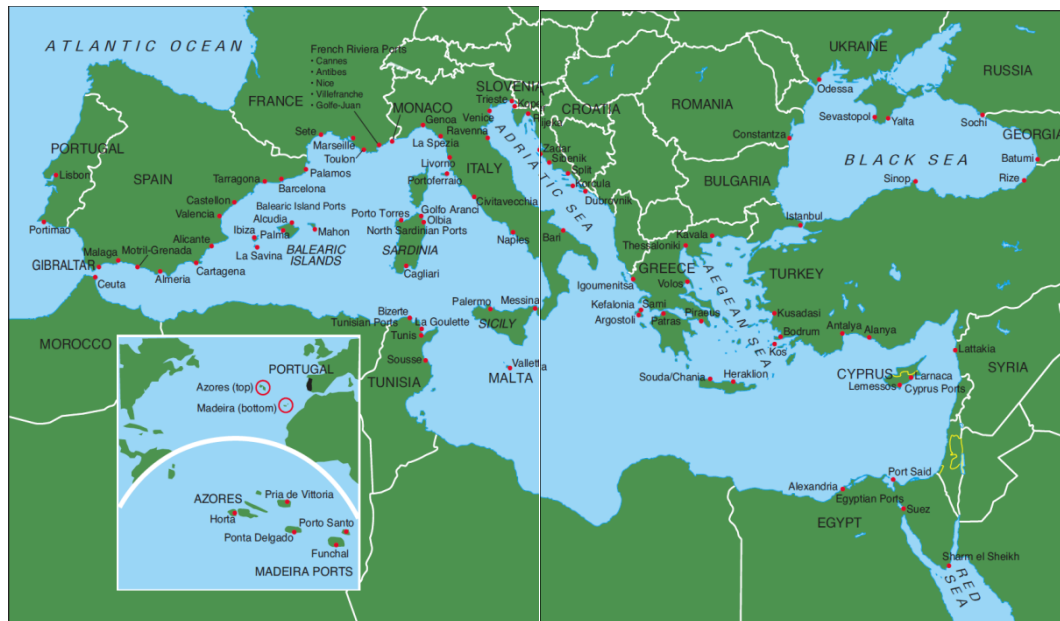 ATLANTIC OCEAN
French Riviera Ports
• Cannes
• Antibes
• Nice
• Villefranche
• Golfe-Juan
FRANCE
MONACO
SLOVENIA
Trieste
Venice
Genoa
Ravenna
La Spezia
Sete
Marseille
Toulon
ADRIATIC SEA
PORTUGAL
Lisbon
SPAIN
Palamos
Livorno
ITALY
Portoferraig
Tarragona
Barcelona
Castellon
Balearic Island Ports
Civitavecchia
Valencia
Alcudia
Porto Torres
Golfo Aranci
Olbia
Portimao
Ibiza
Palma
Mahon
North Sardinian Ports
Naples
Alicante
La Savina
BALEARIC
ISLANDS
SARDINIA
Malaga
Motril-Grenada
GIBRALTAR
Cartagena
Cagliari
Ceuta
Almeria
Palermo
Messina
Bizerte
SICILY
Tunisian Ports
La Goulette
Tunis
MOROCCO
Sousse
Valletta
TUNISIA
MALTA
PORTUGAL
Azores (top)
Madeira (bottom)
AZORES
Pria de Vittoria
Horta
Porto Santo
Ponta Delgado
Funchal
MADEIRA PORTS
UKRAINE
RUSSIA
Odessa
CROATIA
ROMANIA
Sevastopol
Yalta
Sochi
Constantza
GEORGIA
Zadar
BLACK SEA
Batumi
Sibenik
Split
BULGARIA
Sinop
Rize
Korcula
Dubrovnik
Istanbul
Bari
Kavala
Thessaloniki
GREECE
TURKEY
Igoumenitsa
Volos
AEGEAN SEA
Kefalonia
Sami
Argostoli
Patras
Piraeus
Kusadasi
Bodrum
Antalya
Alanya
Kos
Lattakia
CYPRUS
Larnaca
SYRIA
Souda/Chania
Heraklion
Lemessos
Cyprus Ports
Port Said
Alexandria
Egyptian Ports
Suez
EGYPT
Sharm el Sheikh
RED
SEA